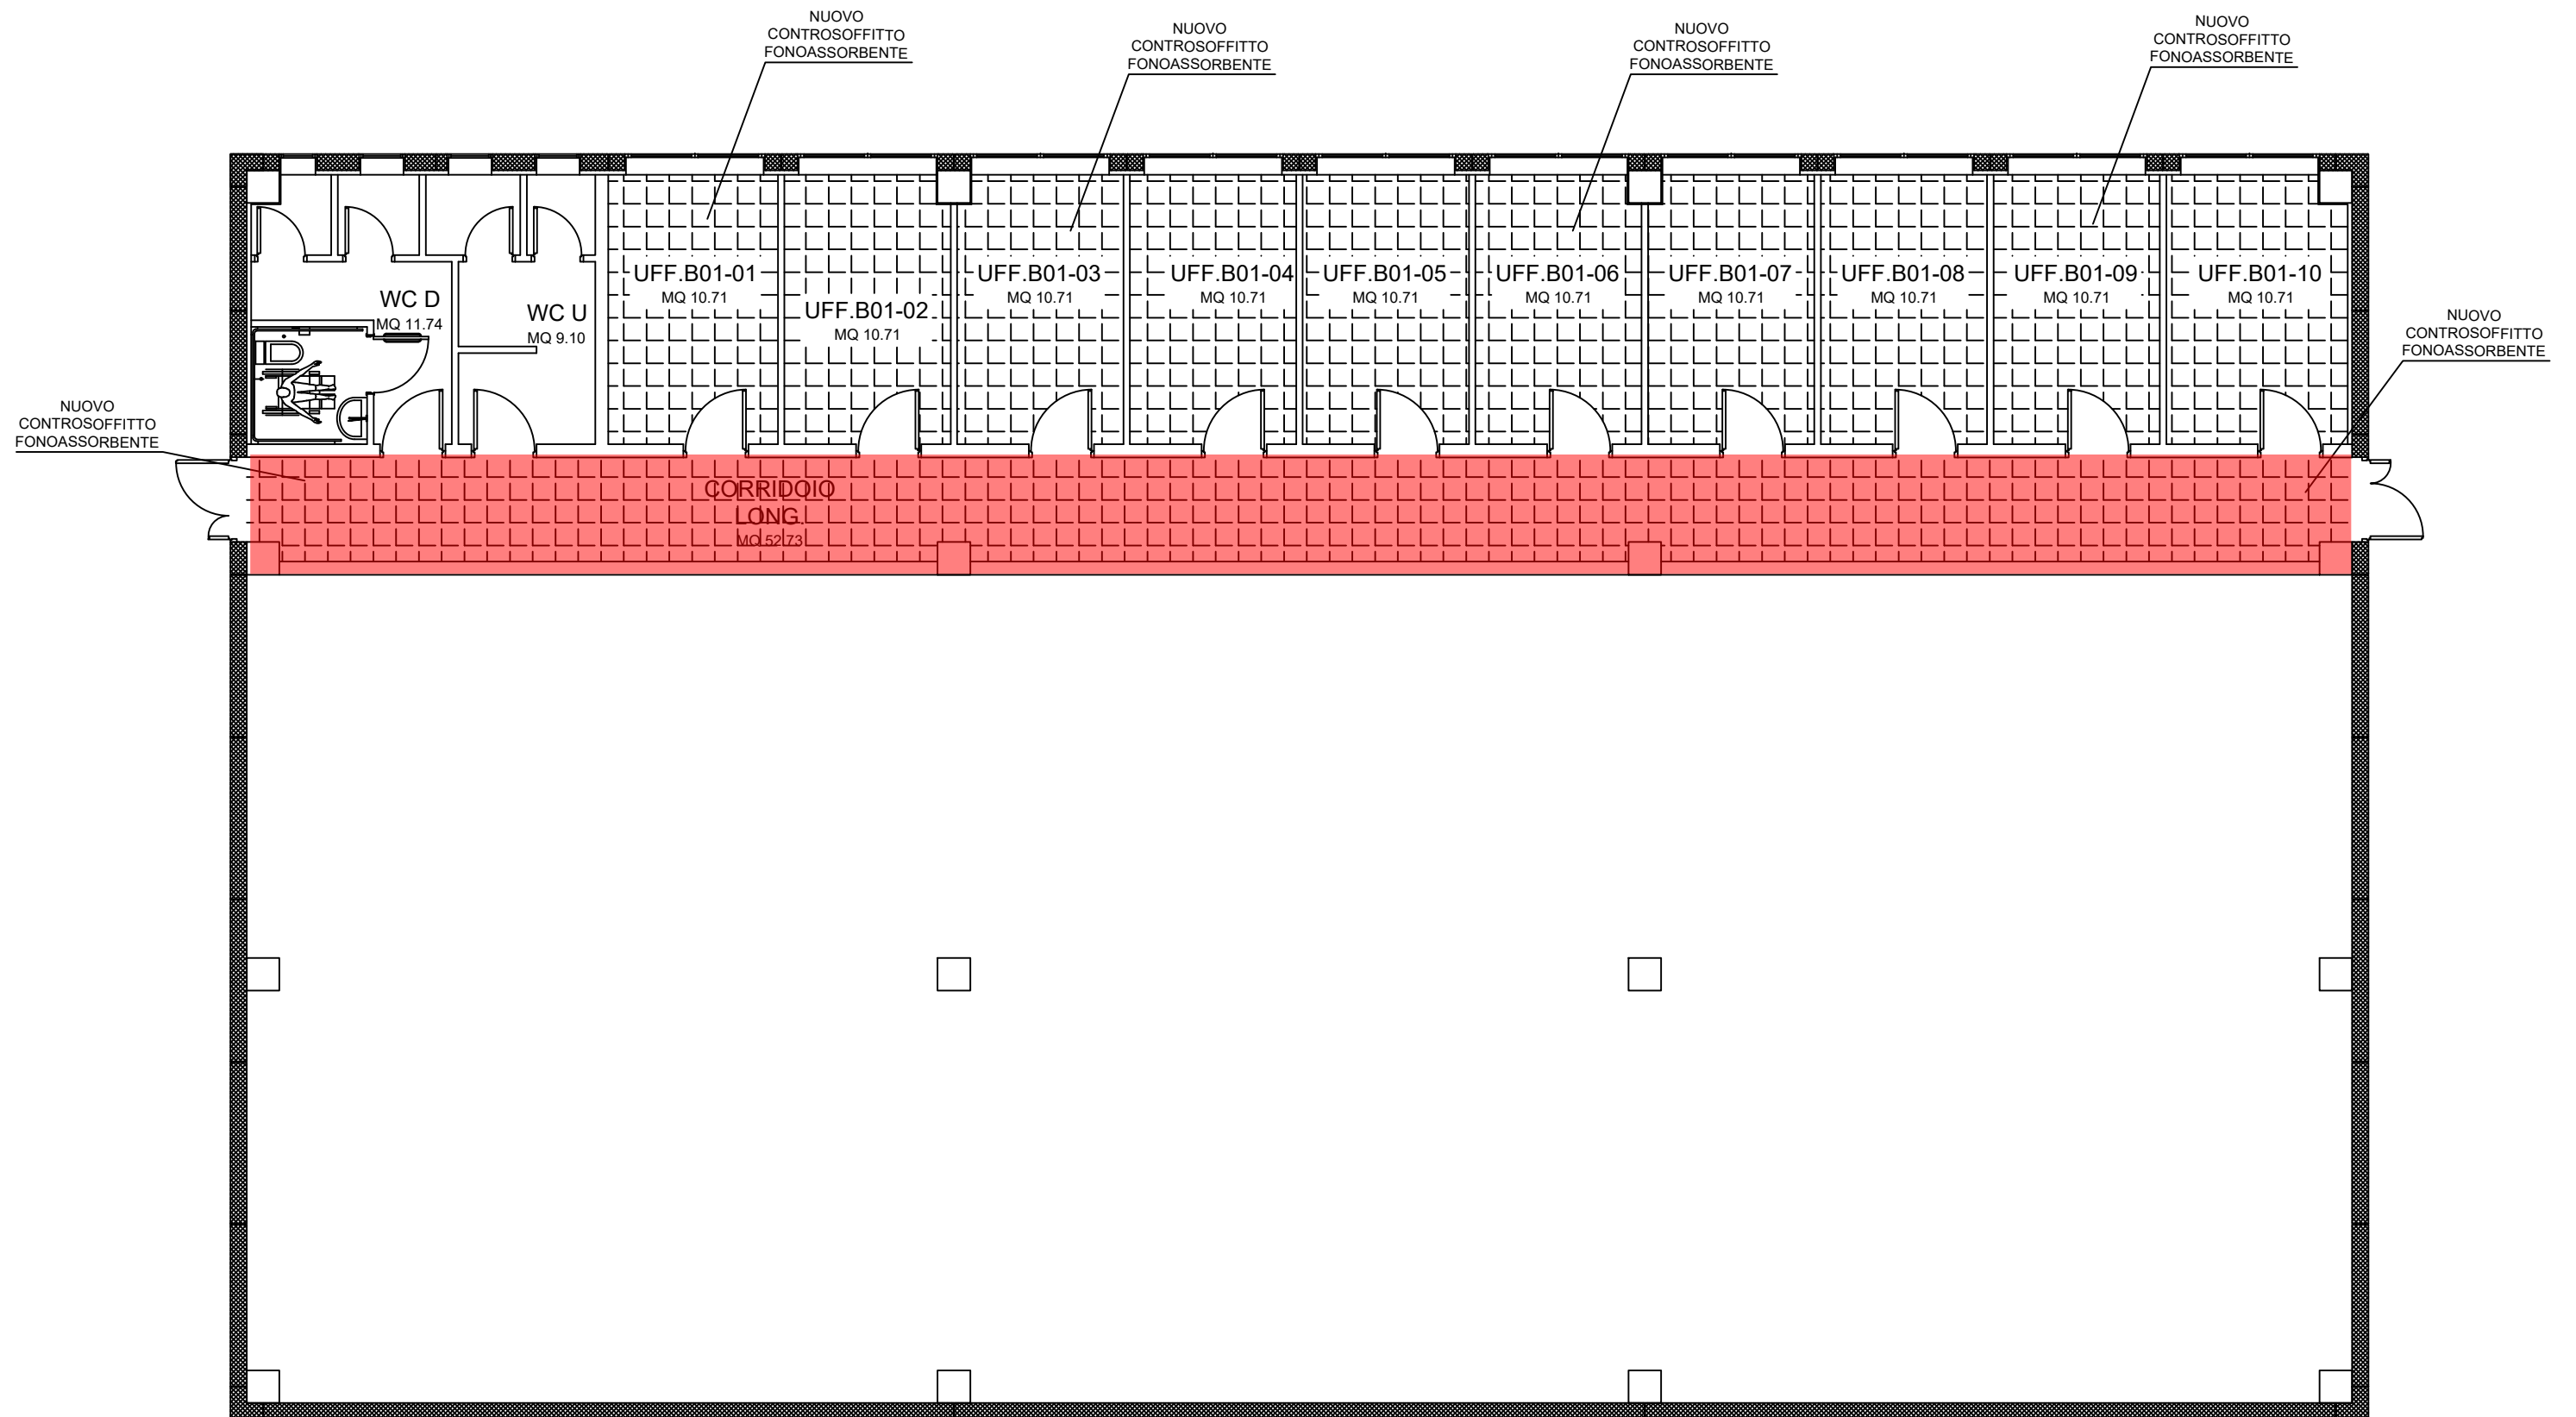 NUOVO
CONTROSOFFITTO
FONOASSORBENTE
NUOVO
CONTROSOFFITTO
FONOASSORBENTE
NUOVO
CONTROSOFFITTO
FONOASSORBENTE
NUOVO
CONTROSOFFITTO
FONOASSORBENTE
UFF.B01-01
MQ 10.71
UFF.B01-02
MQ 10.71
UFF.B01-03
MQ 10.71
UFF.B01-04
MQ 10.71
UFF.B01-05
MQ 10.71
UFF.B01-06
MQ 10.71
UFF.B01-07
MQ 10.71
UFF.B01-08
MQ 10.71
UFF.B01-09
MQ 10.71
UFF.B01-10
MQ 10.71
WC D
MQ 11.74
WC U
MQ 9.10
NUOVO
CONTROSOFFITTO
FONOASSORBENTE
NUOVO
CONTROSOFFITTO
FONOASSORBENTE
CORRIDOIO
LONG.
MQ 52.73